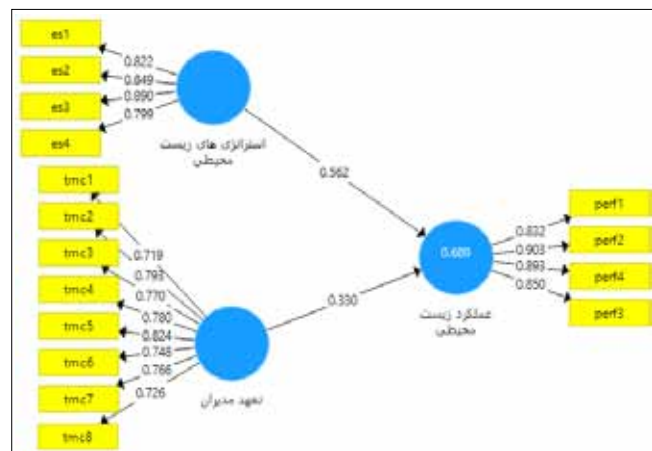 es1
es2
es3
es4
0.822
0.849
0.890
0.799
استراتژی های زیست
محیطی
tmc1
tmc2
tmc3
tmc4
tmc5
tmc6
tmc7
tmc8
0.719
0.793
0.770
0.780
0.824
0.748
0.766
0.726
تعهد مدیران
0.562
0.330
0.689
عملکرد زیست
محیطی
0.832
0.903
0.893
0.850
perf1
perf2
perf4
perf3